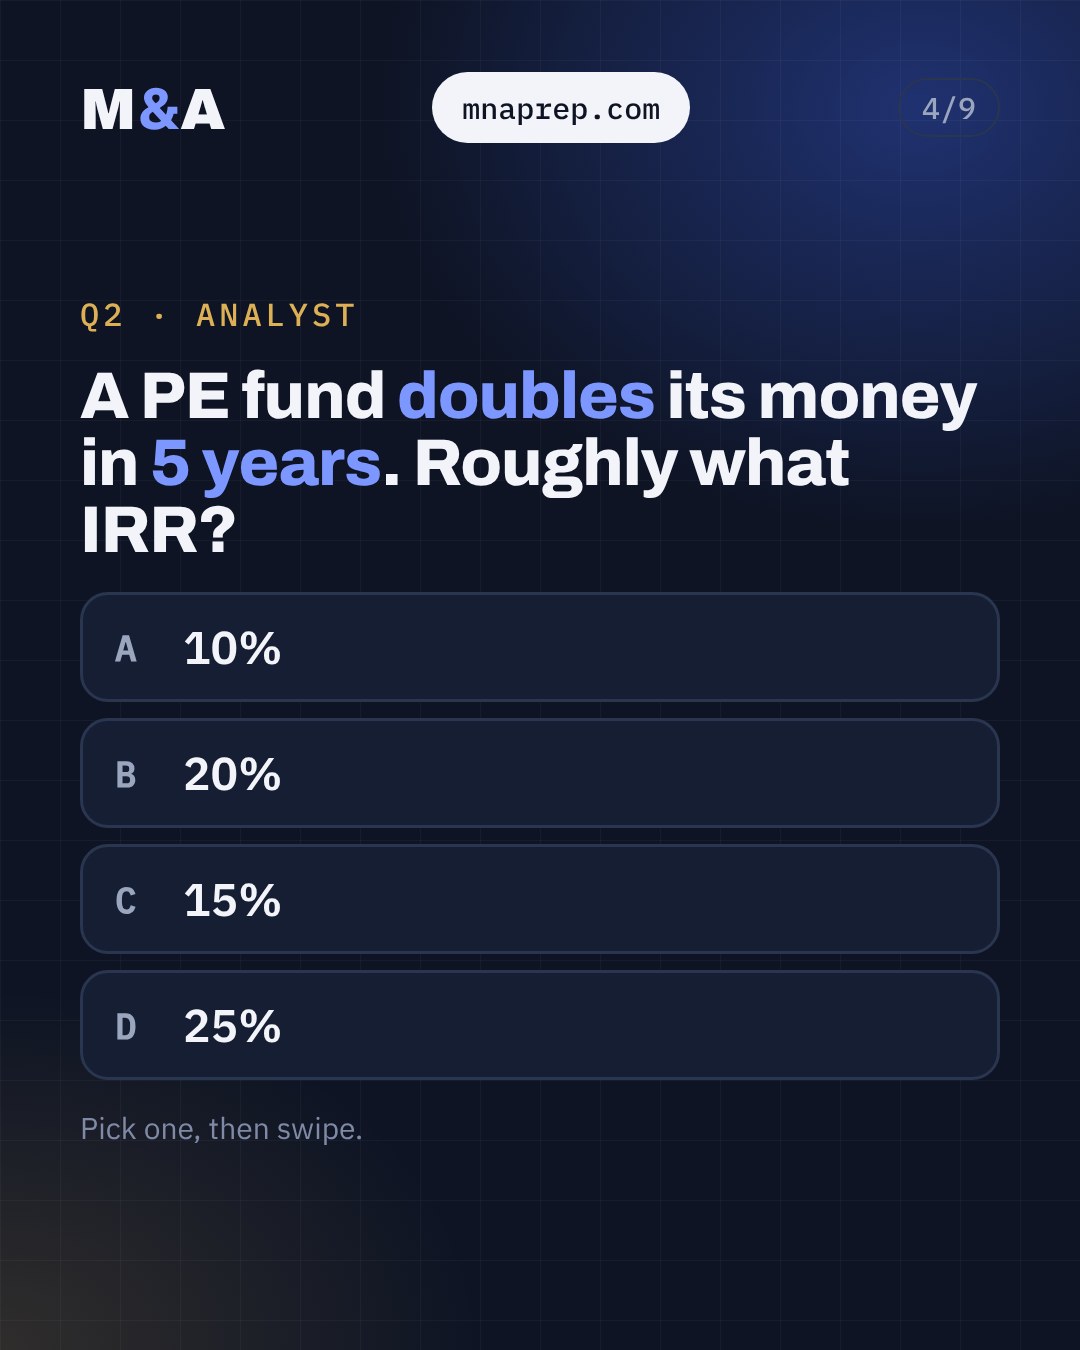 M&A
mnaprep.com
4/9
Q2 · ANALYST
A PE fund doubles its money
in 5 years. Roughly what
IRR?
A 10%
B 20%
C 15%
D 25%
Pick one, then swipe.